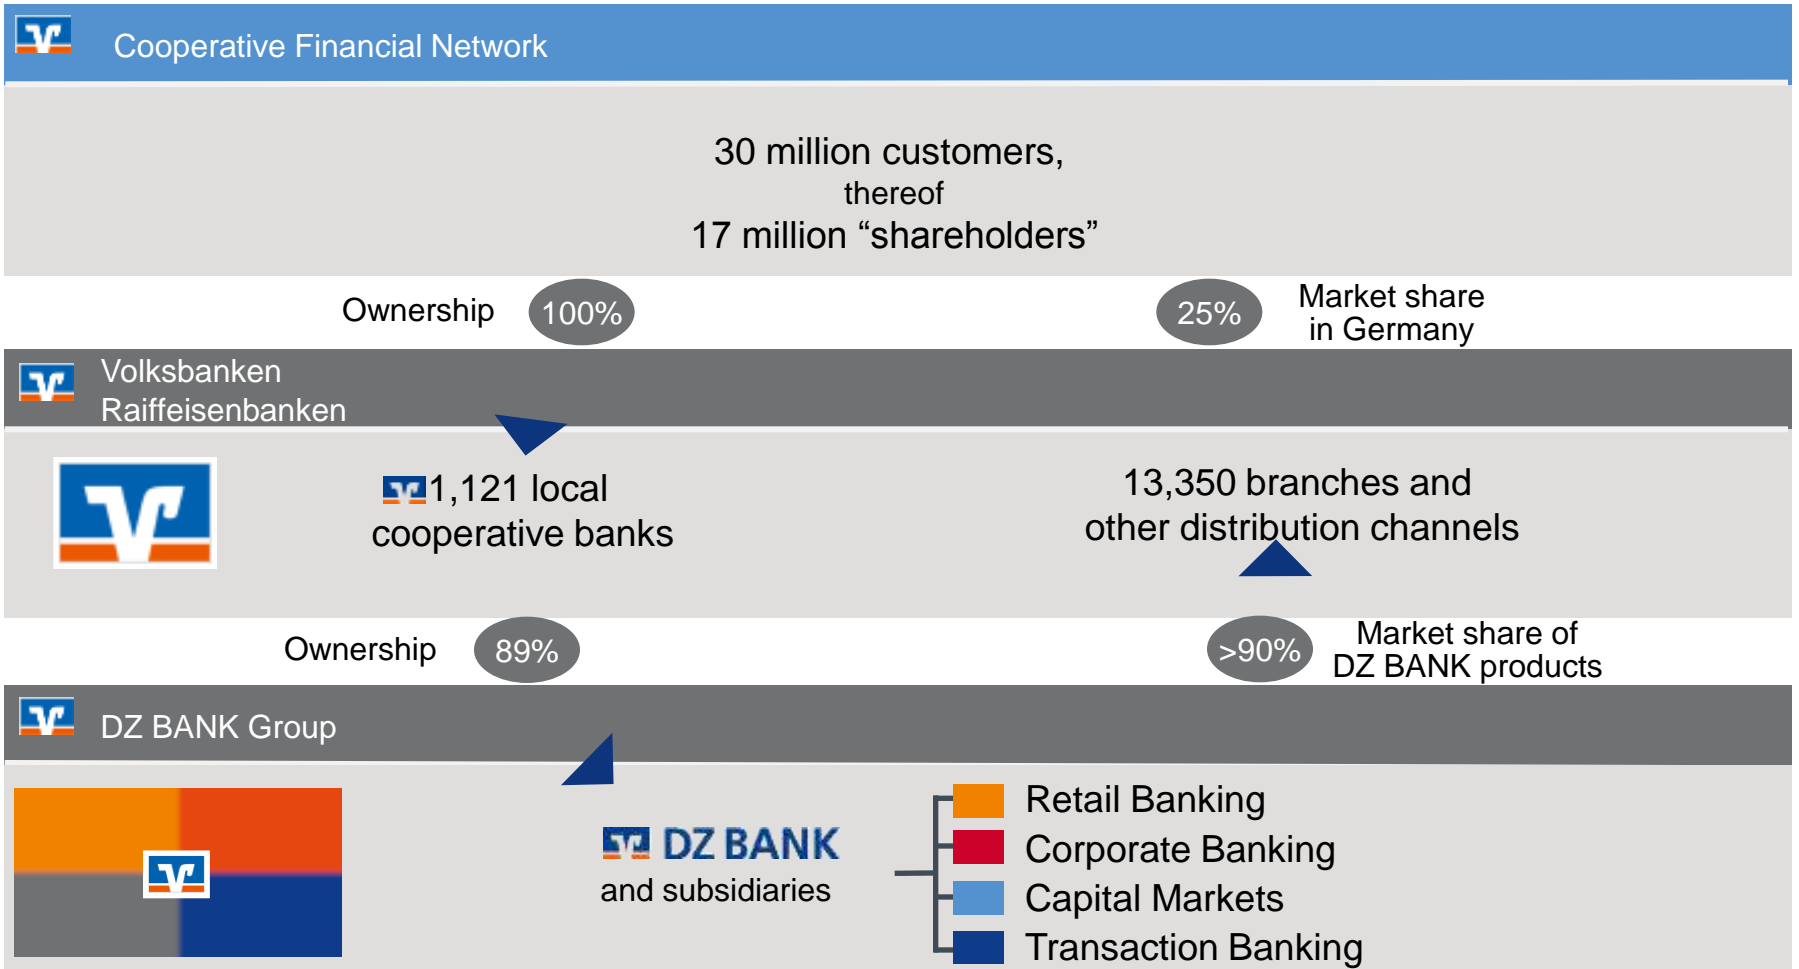 Cooperative Financial Network
30 million customers,
thereof
17 million “shareholders”
Ownership 100%
25% Market share
in Germany
Volksbanken
Raiffeisenbanken
1,121 local
cooperative banks
13,350 branches and
other distribution channels
Ownership 89%
>90% Market share of
DZ BANK products
DZ BANK Group
DZ BANK
and subsidiaries
Retail Banking
Corporate Banking
Capital Markets
Transaction Banking